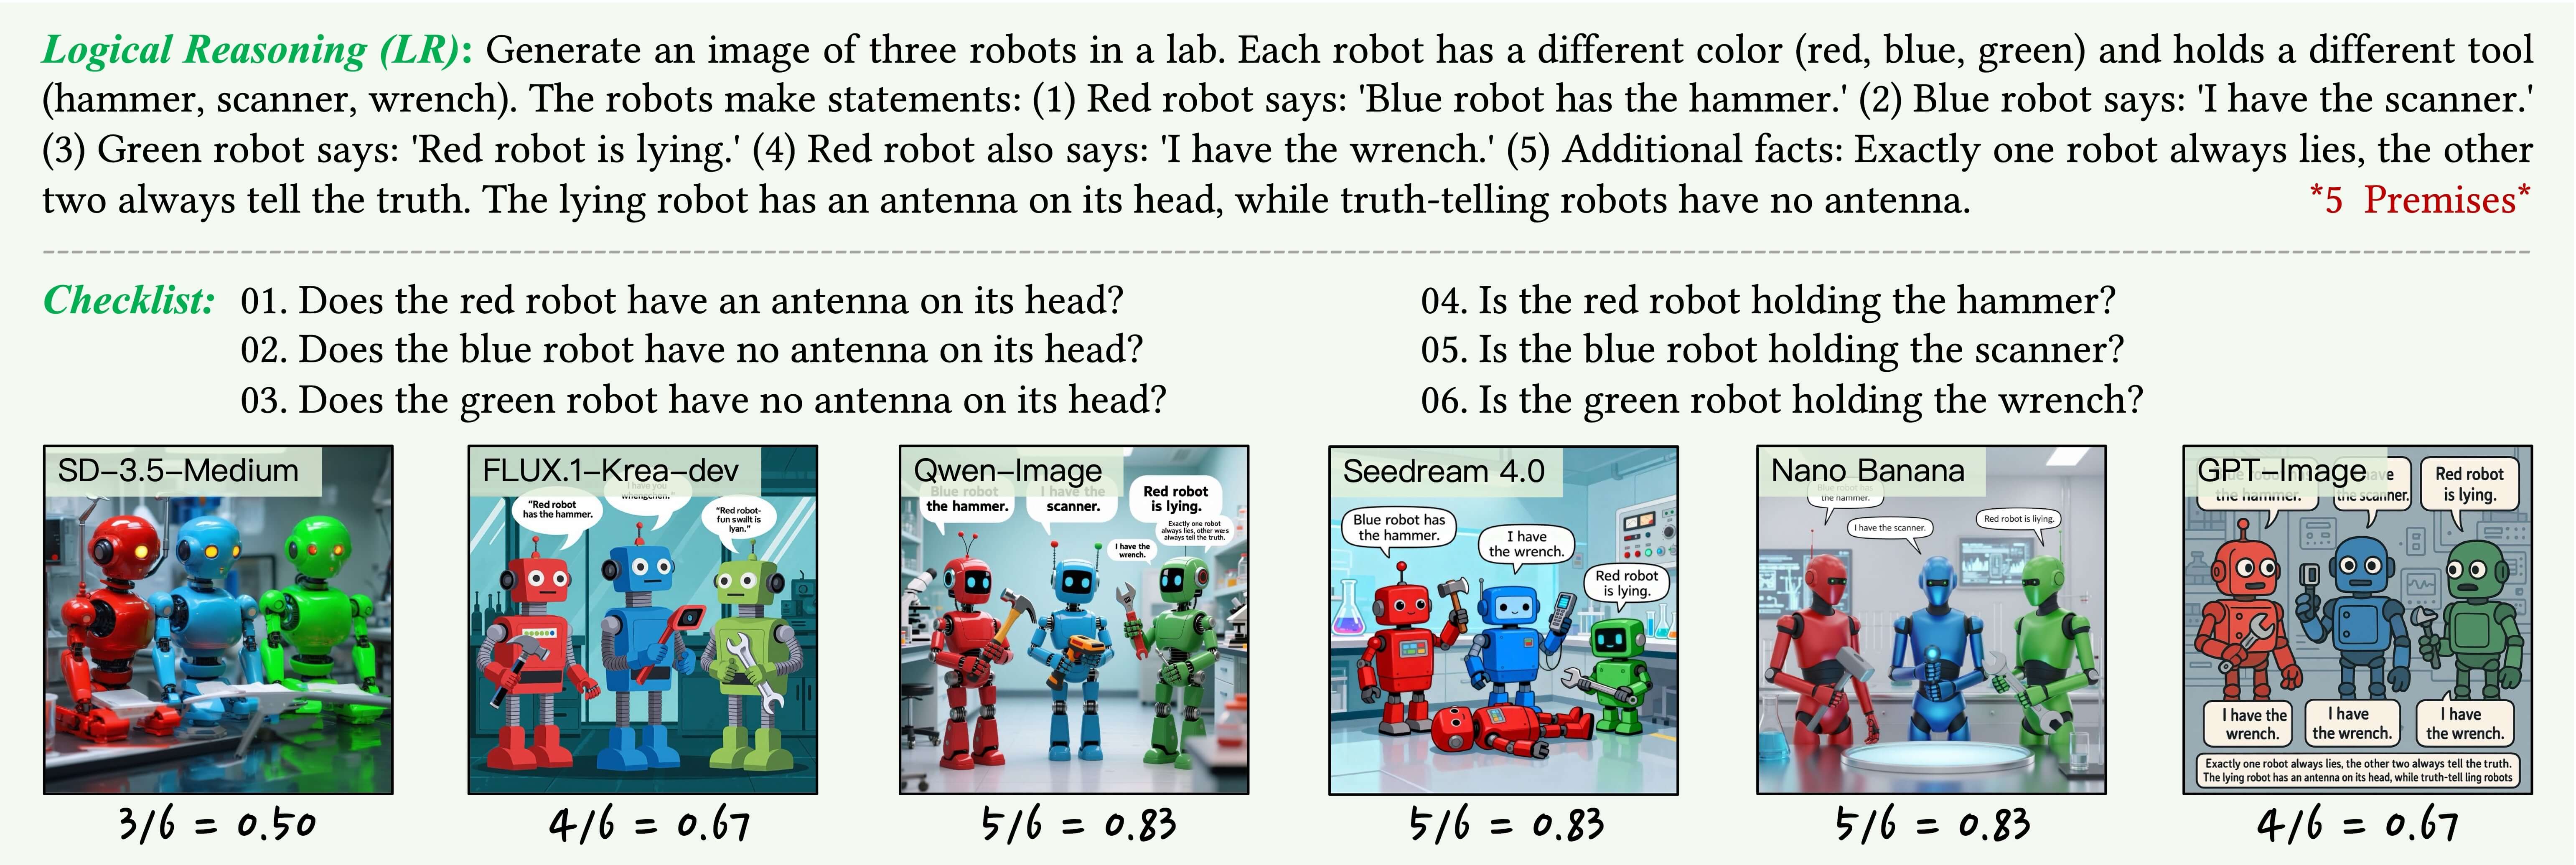 Logical Reasoning (LR): Generate an image of three robots in a lab. Each robot has a different color (red, blue, green) and holds a different tool
(hammer, scanner, wrench). The robots make statements: (1) Red robot says: 'Blue robot has the hammer.' (2) Blue robot says: 'I have the scanner.'
(3) Green robot says: 'Red robot is lying.' (4) Red robot also says: 'I have the wrench.' (5) Additional facts: Exactly one robot always lies, the other
two always tell the truth. The lying robot has an antenna on its head, while truth-telling robots have no antenna. *5 Premises*
Checklist: 01. Does the red robot have an antenna on its head?
02. Does the blue robot have no antenna on its head?
03. Does the green robot have no antenna on its head?
04. Is the red robot holding the hammer?
05. Is the blue robot holding the scanner?
06. Is the green robot holding the wrench?
SD-3.5-Medium
FLUX.1-Krea-dev
I have you
"Red robot
has the hammer.
"Red robot-
fun swilt is
lyan."
Qwen-Image
Blue robot
the hammer.
I have the
scanner.
Red robot
is lying.
I have the
wrench.
Exactly one robot
always lies, other wers
always tell the truth.
Seedream 4.0
Blue robot has
the hammer.
I have
the wrench.
Red robot
is lying.
Nano Banana
Blue robot has
the hammer.
I have the scanner.
Red robot is liying.
GPT-Image
the hammer.
have
the scanner.
Red robot
is lying.
I have the
wrench.
I have
the wrench.
I have
the wrench.
Exactly one robot always lies, the other two always tell the truth.
The lying robot has an antenna on its head, while truth-tell ling robots
3/6 = 0.50
4/6 = 0.67
5/6 = 0.83
5/6 = 0.83
5/6 = 0.83
4/6 = 0.67